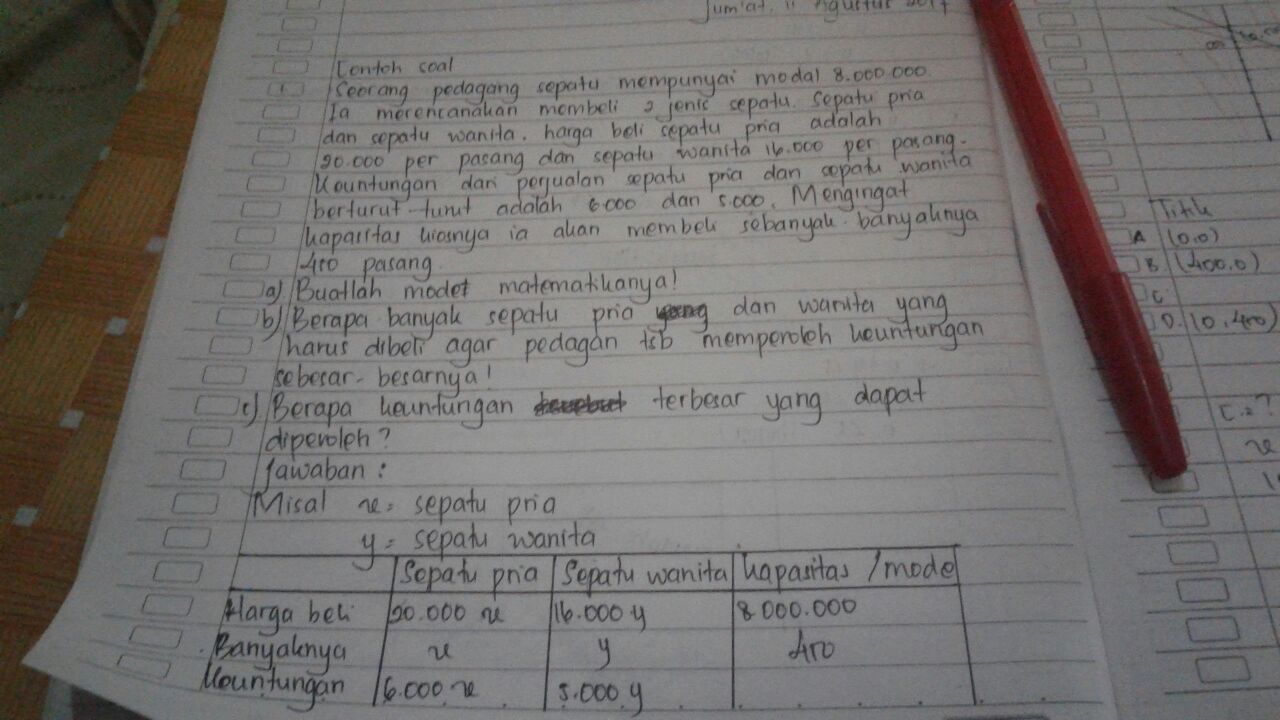 Jum'at, 11 Agustus 2017
Contoh soal
1 Seorang pedagang sepatu mempunyai modal 8.000.000.
Ia merencanakan membeli 2 jenis sepatu. Sepatu pria
dan sepatu wanita. harga beli sepatu pria adalah
20.000 per pasang dan sepatu wanita 16.000 per pasang.
Keuntungan dari perjualan sepatu pria dan sepatu wanita
berturut-turut adalah 6.000 dan 5.000. Mengingat
kapasitas kiosnya ia akan membeli sebanyak-banyaknya
450 pasang.
a) Buatlah model matematikanya!
b) Berapa banyak sepatu pria dan wanita yang
harus dibeli agar pedagan tsb memperoleh keuntungan
sebesar-besarnya!
c) Berapa keuntungan terbesar yang dapat
diperoleh?
Jawaban :
Misal x = sepatu pria
y = sepatu wanita
Sepatu pria Sepatu wanita kapasitas /mode
Harga beli 20.000 x 16.000 y 8.000.000
Banyaknya x y 450
Keuntungan 6.000 x 5.000 y
Titik
A (0,0)
B (400,0)
C
D. (0,450)
C.?
x